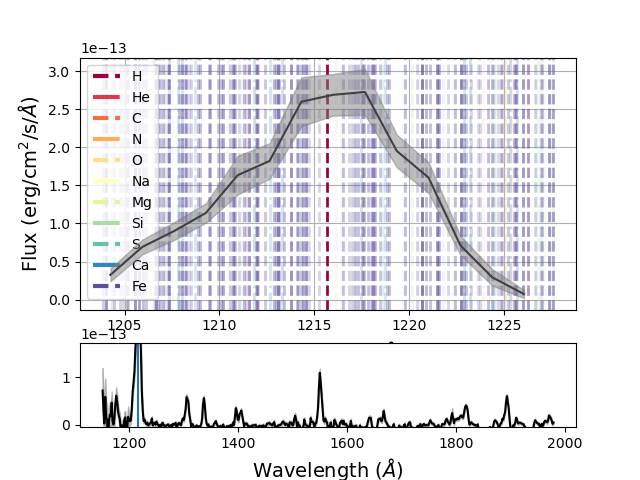 1e−13
3.0
2.5
2.0
1.5
1.0
0.5
0.0
Flux (erg/cm²/s/Å)
H
He
C
N
O
Na
Mg
Si
S
Ca
Fe
1205 1210 1215 1220 1225
1e−13
1
0
1200 1400 1600 1800 2000
Wavelength (Å)